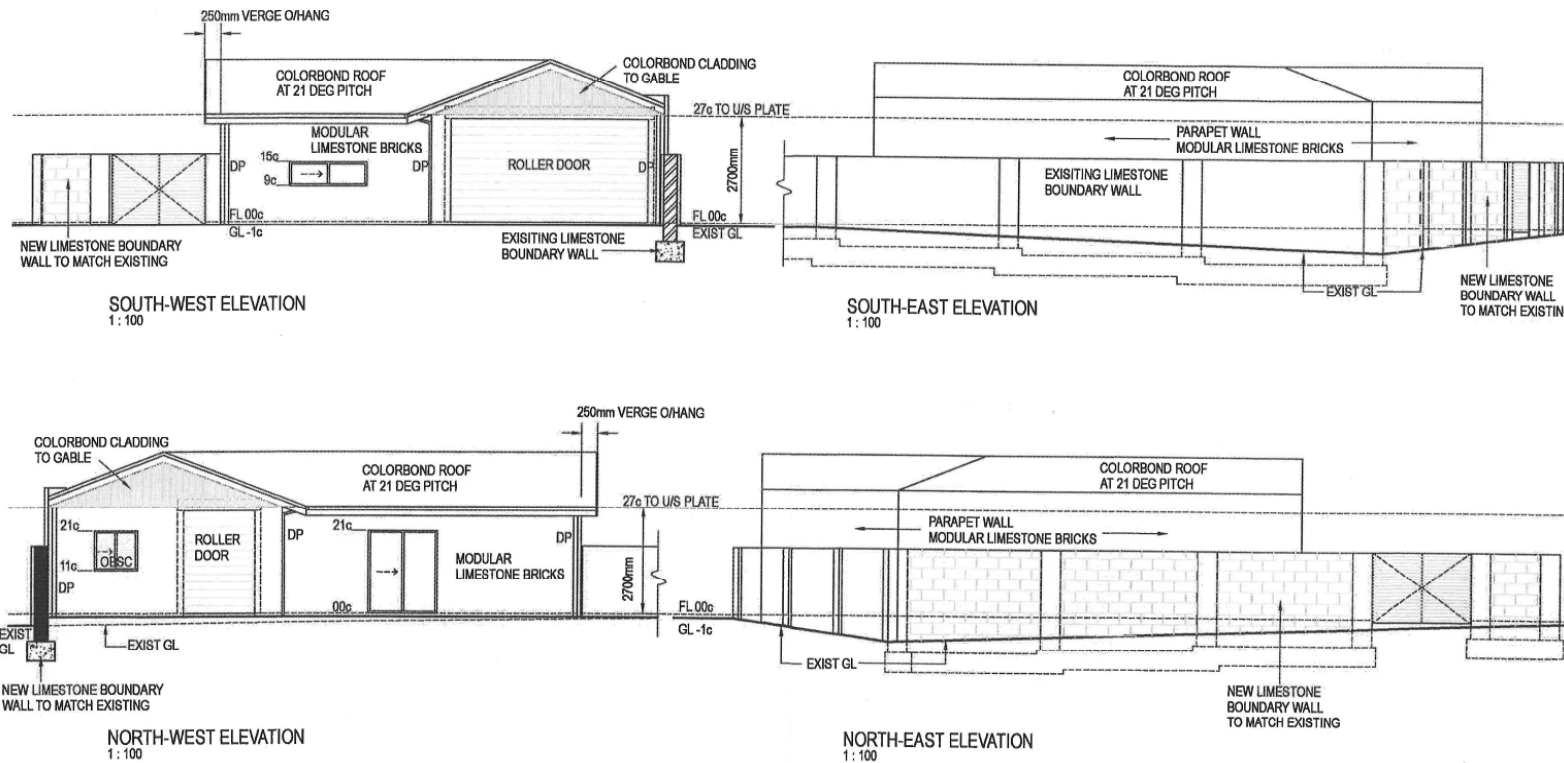 250mm VERGE O/HANG
COLORBOND ROOF
AT 21 DEG PITCH
COLORBOND CLADDING
TO GABLE
27c TO U/S PLATE
MODULAR
LIMESTONE BRICKS
DP
15c
9c
DP
ROLLER DOOR
DP
2700mm
FL 00c
GL -1c
FL 00c
EXIST GL
NEW LIMESTONE BOUNDARY
WALL TO MATCH EXISTING
EXISITING LIMESTONE
BOUNDARY WALL
SOUTH-WEST ELEVATION
1 : 100
COLORBOND ROOF
AT 21 DEG PITCH
PARAPET WALL
MODULAR LIMESTONE BRICKS
EXISITING LIMESTONE
BOUNDARY WALL
EXIST GL
NEW LIMESTONE
BOUNDARY WALL
TO MATCH EXISTIN
SOUTH-EAST ELEVATION
1 : 100
250mm VERGE O/HANG
COLORBOND CLADDING
TO GABLE
COLORBOND ROOF
AT 21 DEG PITCH
27c TO U/S PLATE
21c
11c
OBSC
DP
ROLLER
DOOR
DP
21c
00c
DP
MODULAR
LIMESTONE BRICKS
2700mm
FL 00c
GL -1c
EXIST
GL
EXIST GL
NEW LIMESTONE BOUNDARY
WALL TO MATCH EXISTING
NORTH-WEST ELEVATION
1 : 100
COLORBOND ROOF
AT 21 DEG PITCH
PARAPET WALL
MODULAR LIMESTONE BRICKS
EXIST GL
NEW LIMESTONE
BOUNDARY WALL
TO MATCH EXISTING
NORTH-EAST ELEVATION
1 : 100